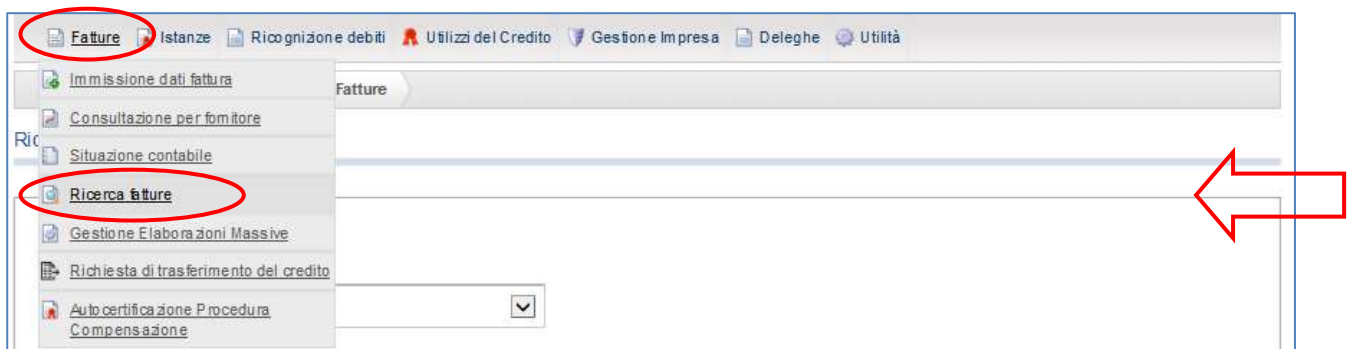 Fatture Istanze Ricognizione debiti Utilizzi del Credito Gestione Impresa Deleghe Utilità
Immissione dati fattura
Fatture
Consultazione per fornitore
Ric
Situazione contabile
Ricerca fatture
Gestione Elaborazioni Massive
Richiesta di trasferimento del credito
Autocertificazione Procedura
Compensazione